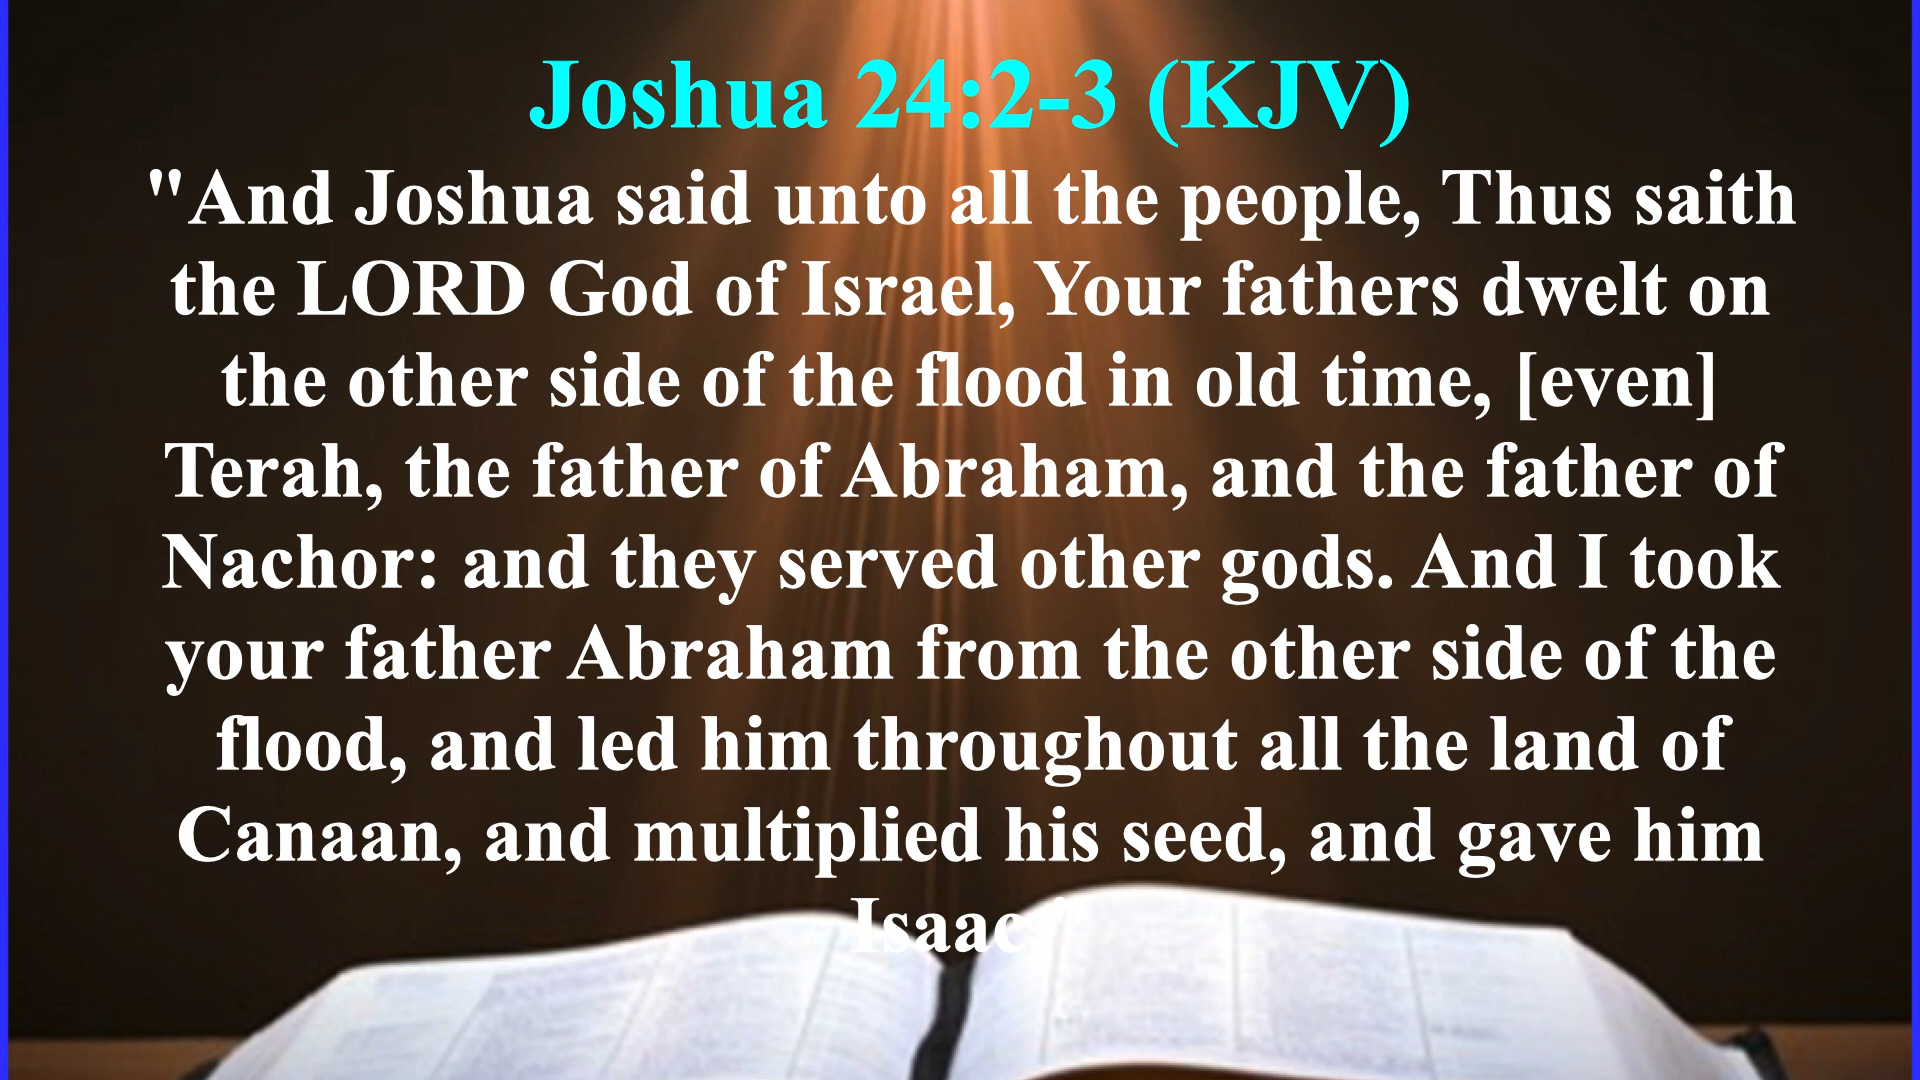 Joshua 24:2-3 (KJV)
"And Joshua said unto all the people, Thus saith
the LORD God of Israel, Your fathers dwelt on
the other side of the flood in old time, [even]
Terah, the father of Abraham, and the father of
Nachor: and they served other gods. And I took
your father Abraham from the other side of the
flood, and led him throughout all the land of
Canaan, and multiplied his seed, and gave him
Isaac."